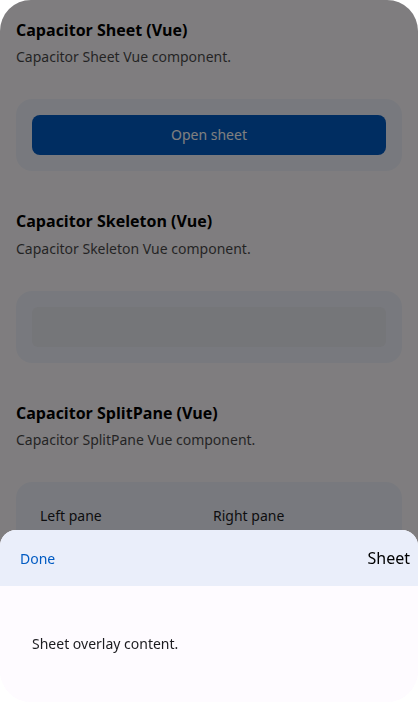 Capacitor Sheet (Vue)
Capacitor Sheet Vue component.
Open sheet
Capacitor Skeleton (Vue)
Capacitor Skeleton Vue component.
Capacitor SplitPane (Vue)
Capacitor SplitPane Vue component.
Left pane Right pane
Done Sheet
Sheet overlay content.